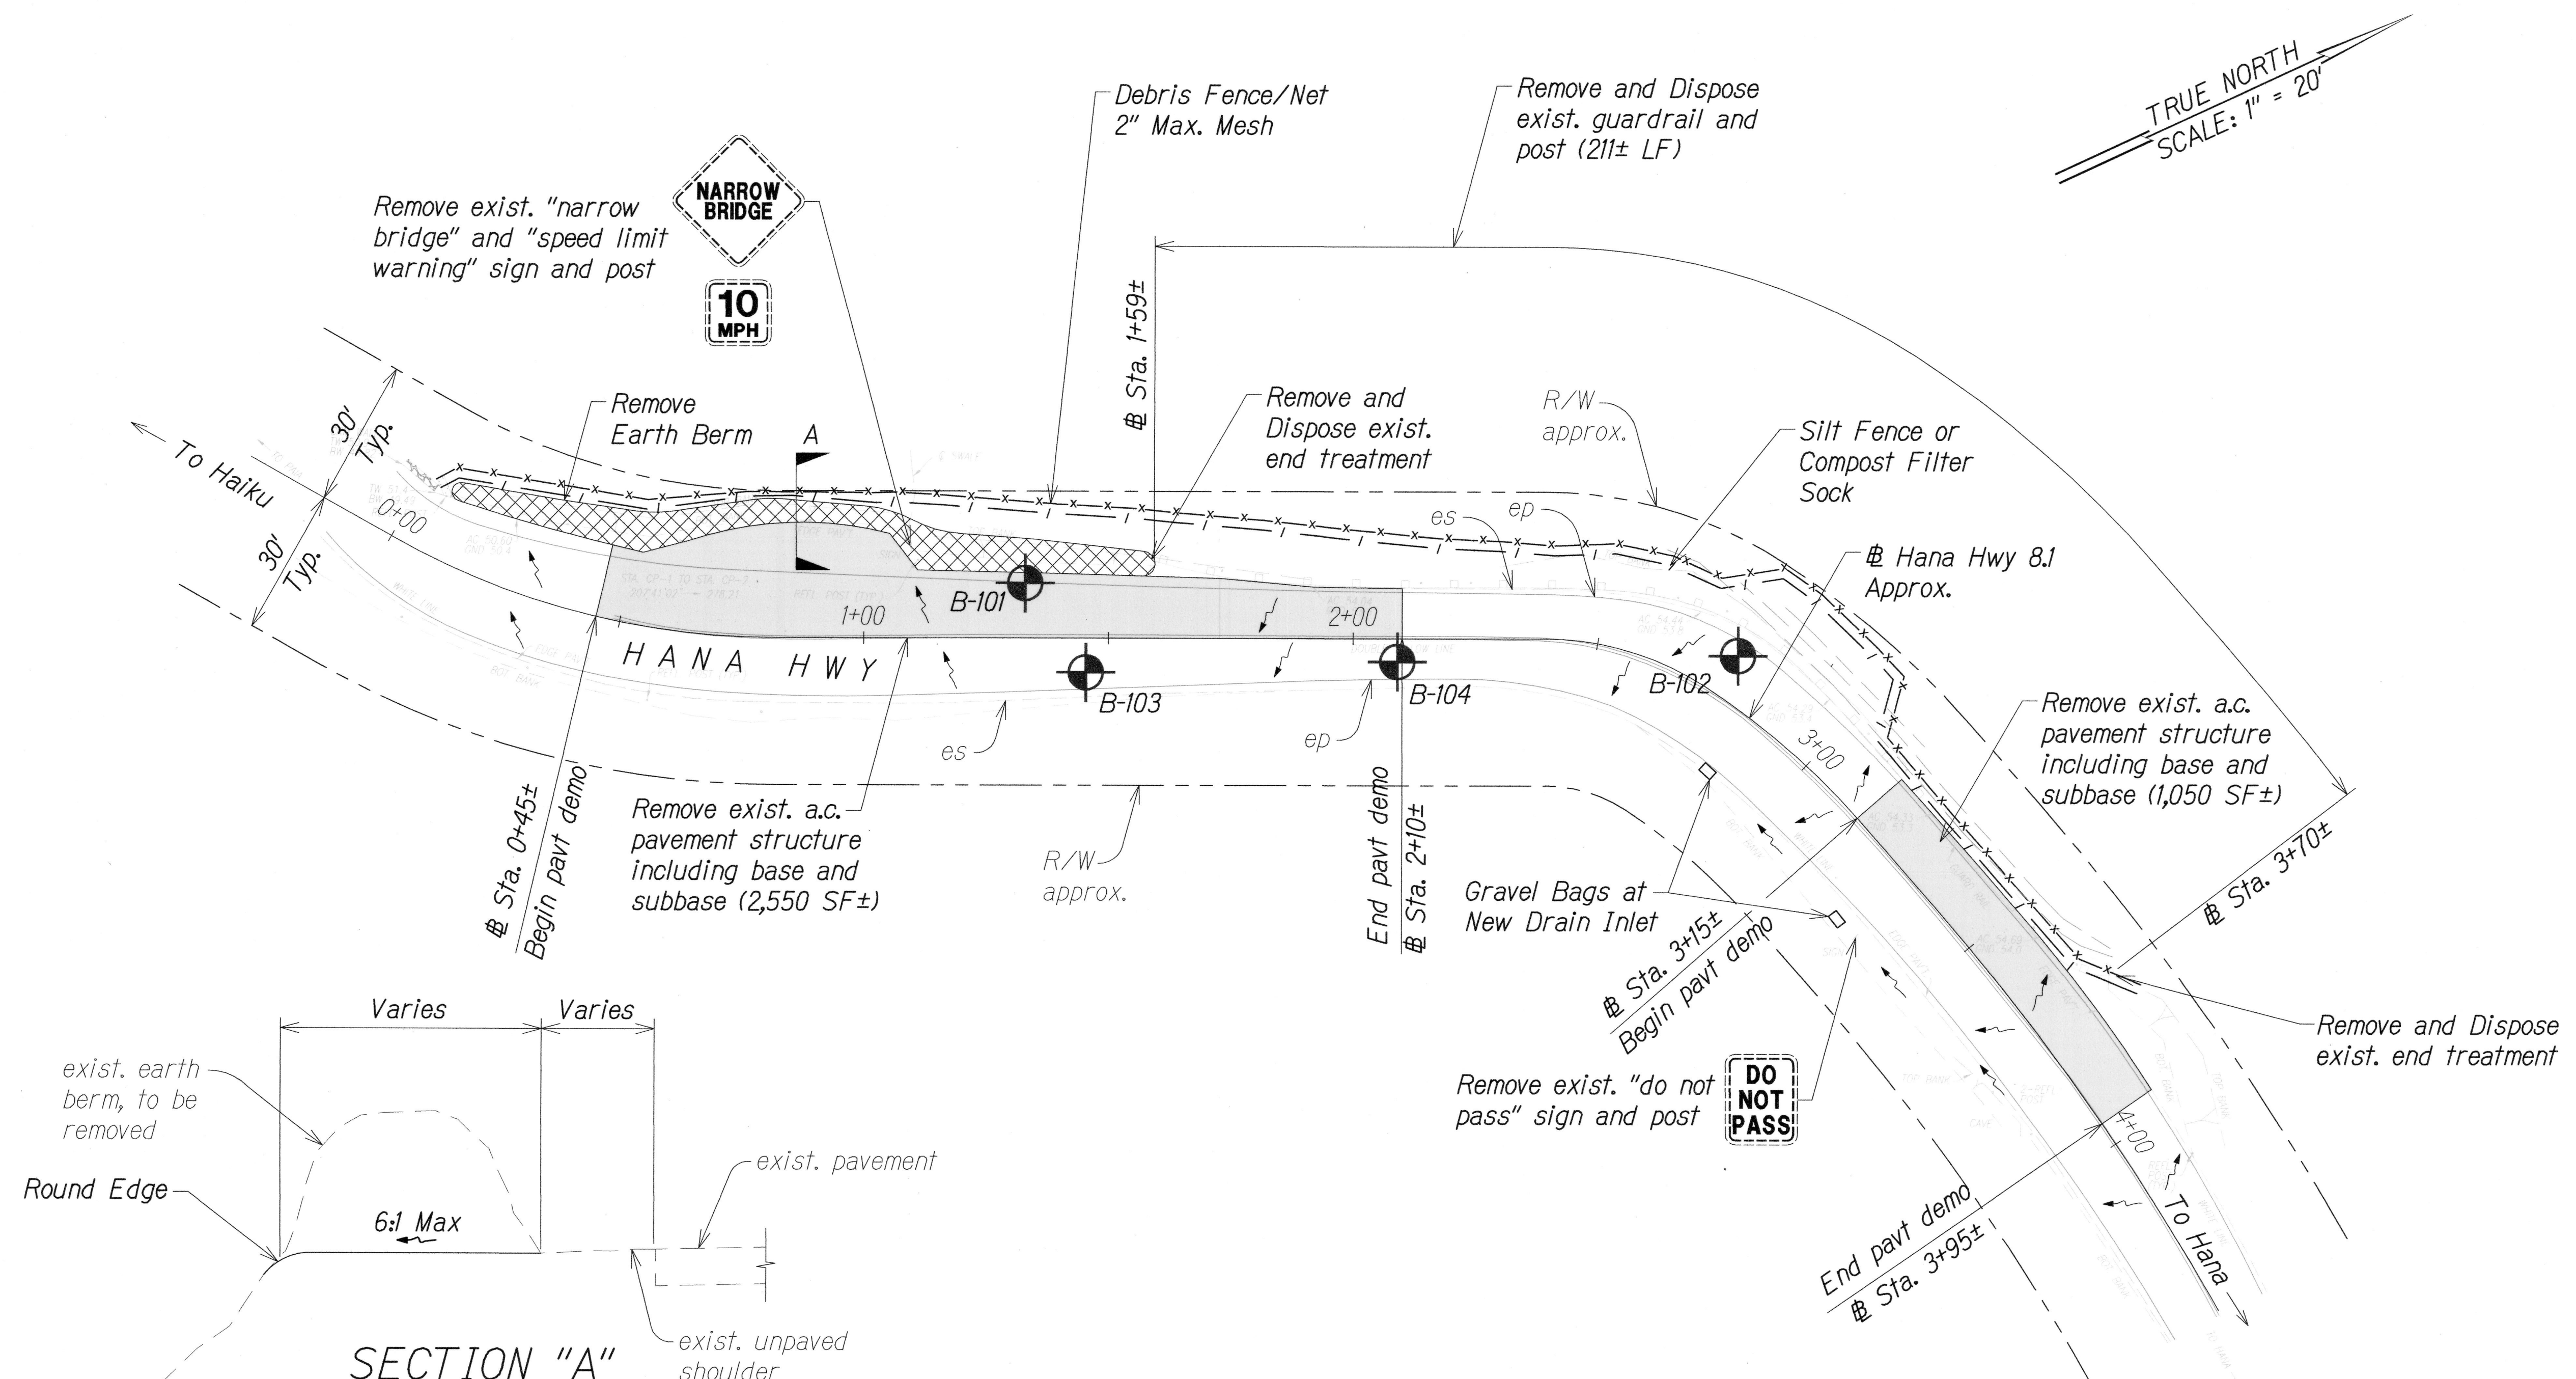 TRUE NORTH
SCALE: 1" = 20'
Debris Fence/Net
2" Max. Mesh
Remove and Dispose
exist. guardrail and
post (211± LF)
NARROW
BRIDGE
10
MPH
Remove exist. "narrow
bridge" and "speed limit
warning" sign and post
℄ Sta. 1+59±
Remove
Earth Berm
A
Remove and
Dispose exist.
end treatment
R/W
approx.
Silt Fence or
Compost Filter
Sock
30'
Typ.
30'
Typ.
To Haiku
0+00
1+00
2+00
3+00
4+00
es
ep
℄ Hana Hwy 8.1
Approx.
B-101
B-103
B-104
B-102
HANA HWY
es
ep
℄ Sta. 0+45±
Begin pavt demo
Remove exist. a.c.
pavement structure
including base and
subbase (2,550 SF±)
R/W
approx.
End pavt demo
℄ Sta. 2+10±
Gravel Bags at
New Drain Inlet
℄ Sta. 3+15±
Begin pavt demo
Remove exist. a.c.
pavement structure
including base and
subbase (1,050 SF±)
℄ Sta. 3+70±
Remove and Dispose
exist. end treatment
Remove exist. "do not
pass" sign and post
DO
NOT
PASS
End pavt demo
℄ Sta. 3+95±
To Hana
Varies
Varies
exist. earth
berm, to be
removed
Round Edge
6:1 Max
exist. pavement
exist. unpaved
shoulder
SECTION "A"